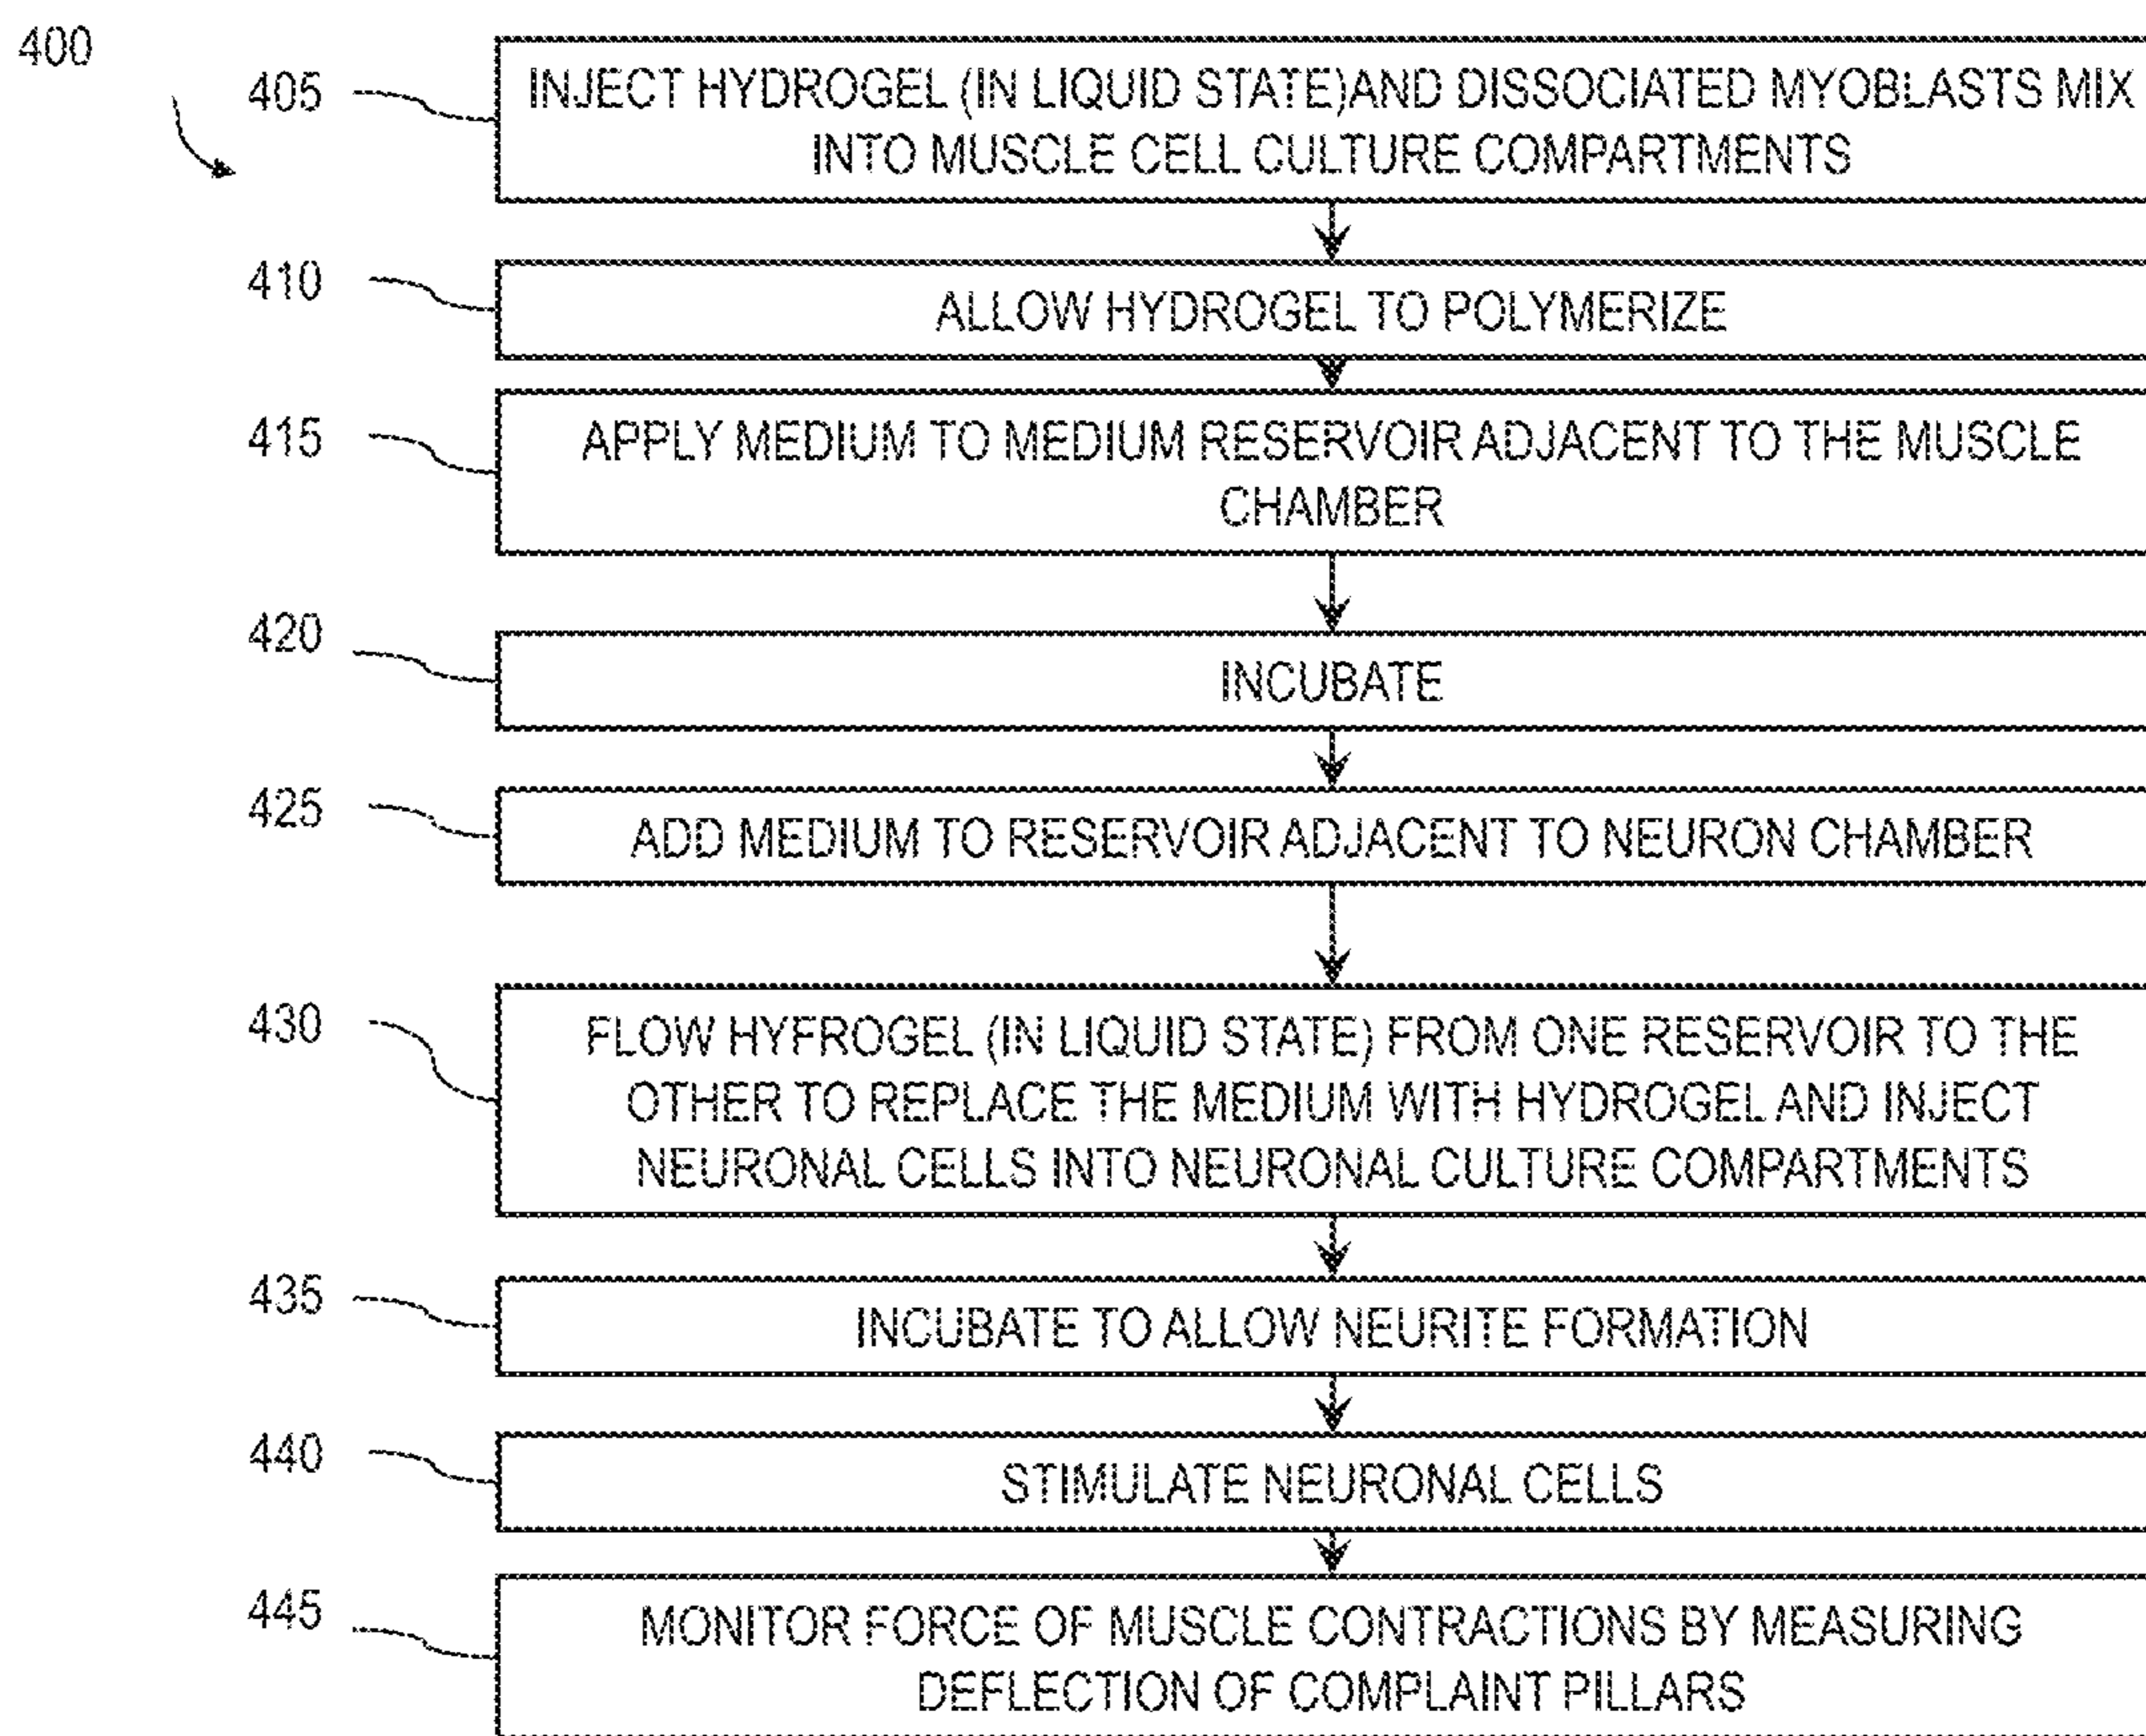 400
405
INJECT HYDROGEL (IN LIQUID STATE)AND DISSOCIATED MYOBLASTS MIX
INTO MUSCLE CELL CULTURE COMPARTMENTS
410
ALLOW HYDROGEL TO POLYMERIZE
415
APPLY MEDIUM TO MEDIUM RESERVOIR ADJACENT TO THE MUSCLE
CHAMBER
420
INCUBATE
425
ADD MEDIUM TO RESERVOIR ADJACENT TO NEURON CHAMBER
430
FLOW HYFROGEL (IN LIQUID STATE) FROM ONE RESERVOIR TO THE
OTHER TO REPLACE THE MEDIUM WITH HYDROGEL AND INJECT
NEURONAL CELLS INTO NEURONAL CULTURE COMPARTMENTS
435
INCUBATE TO ALLOW NEURITE FORMATION
440
STIMULATE NEURONAL CELLS
445
MONITOR FORCE OF MUSCLE CONTRACTIONS BY MEASURING
DEFLECTION OF COMPLAINT PILLARS